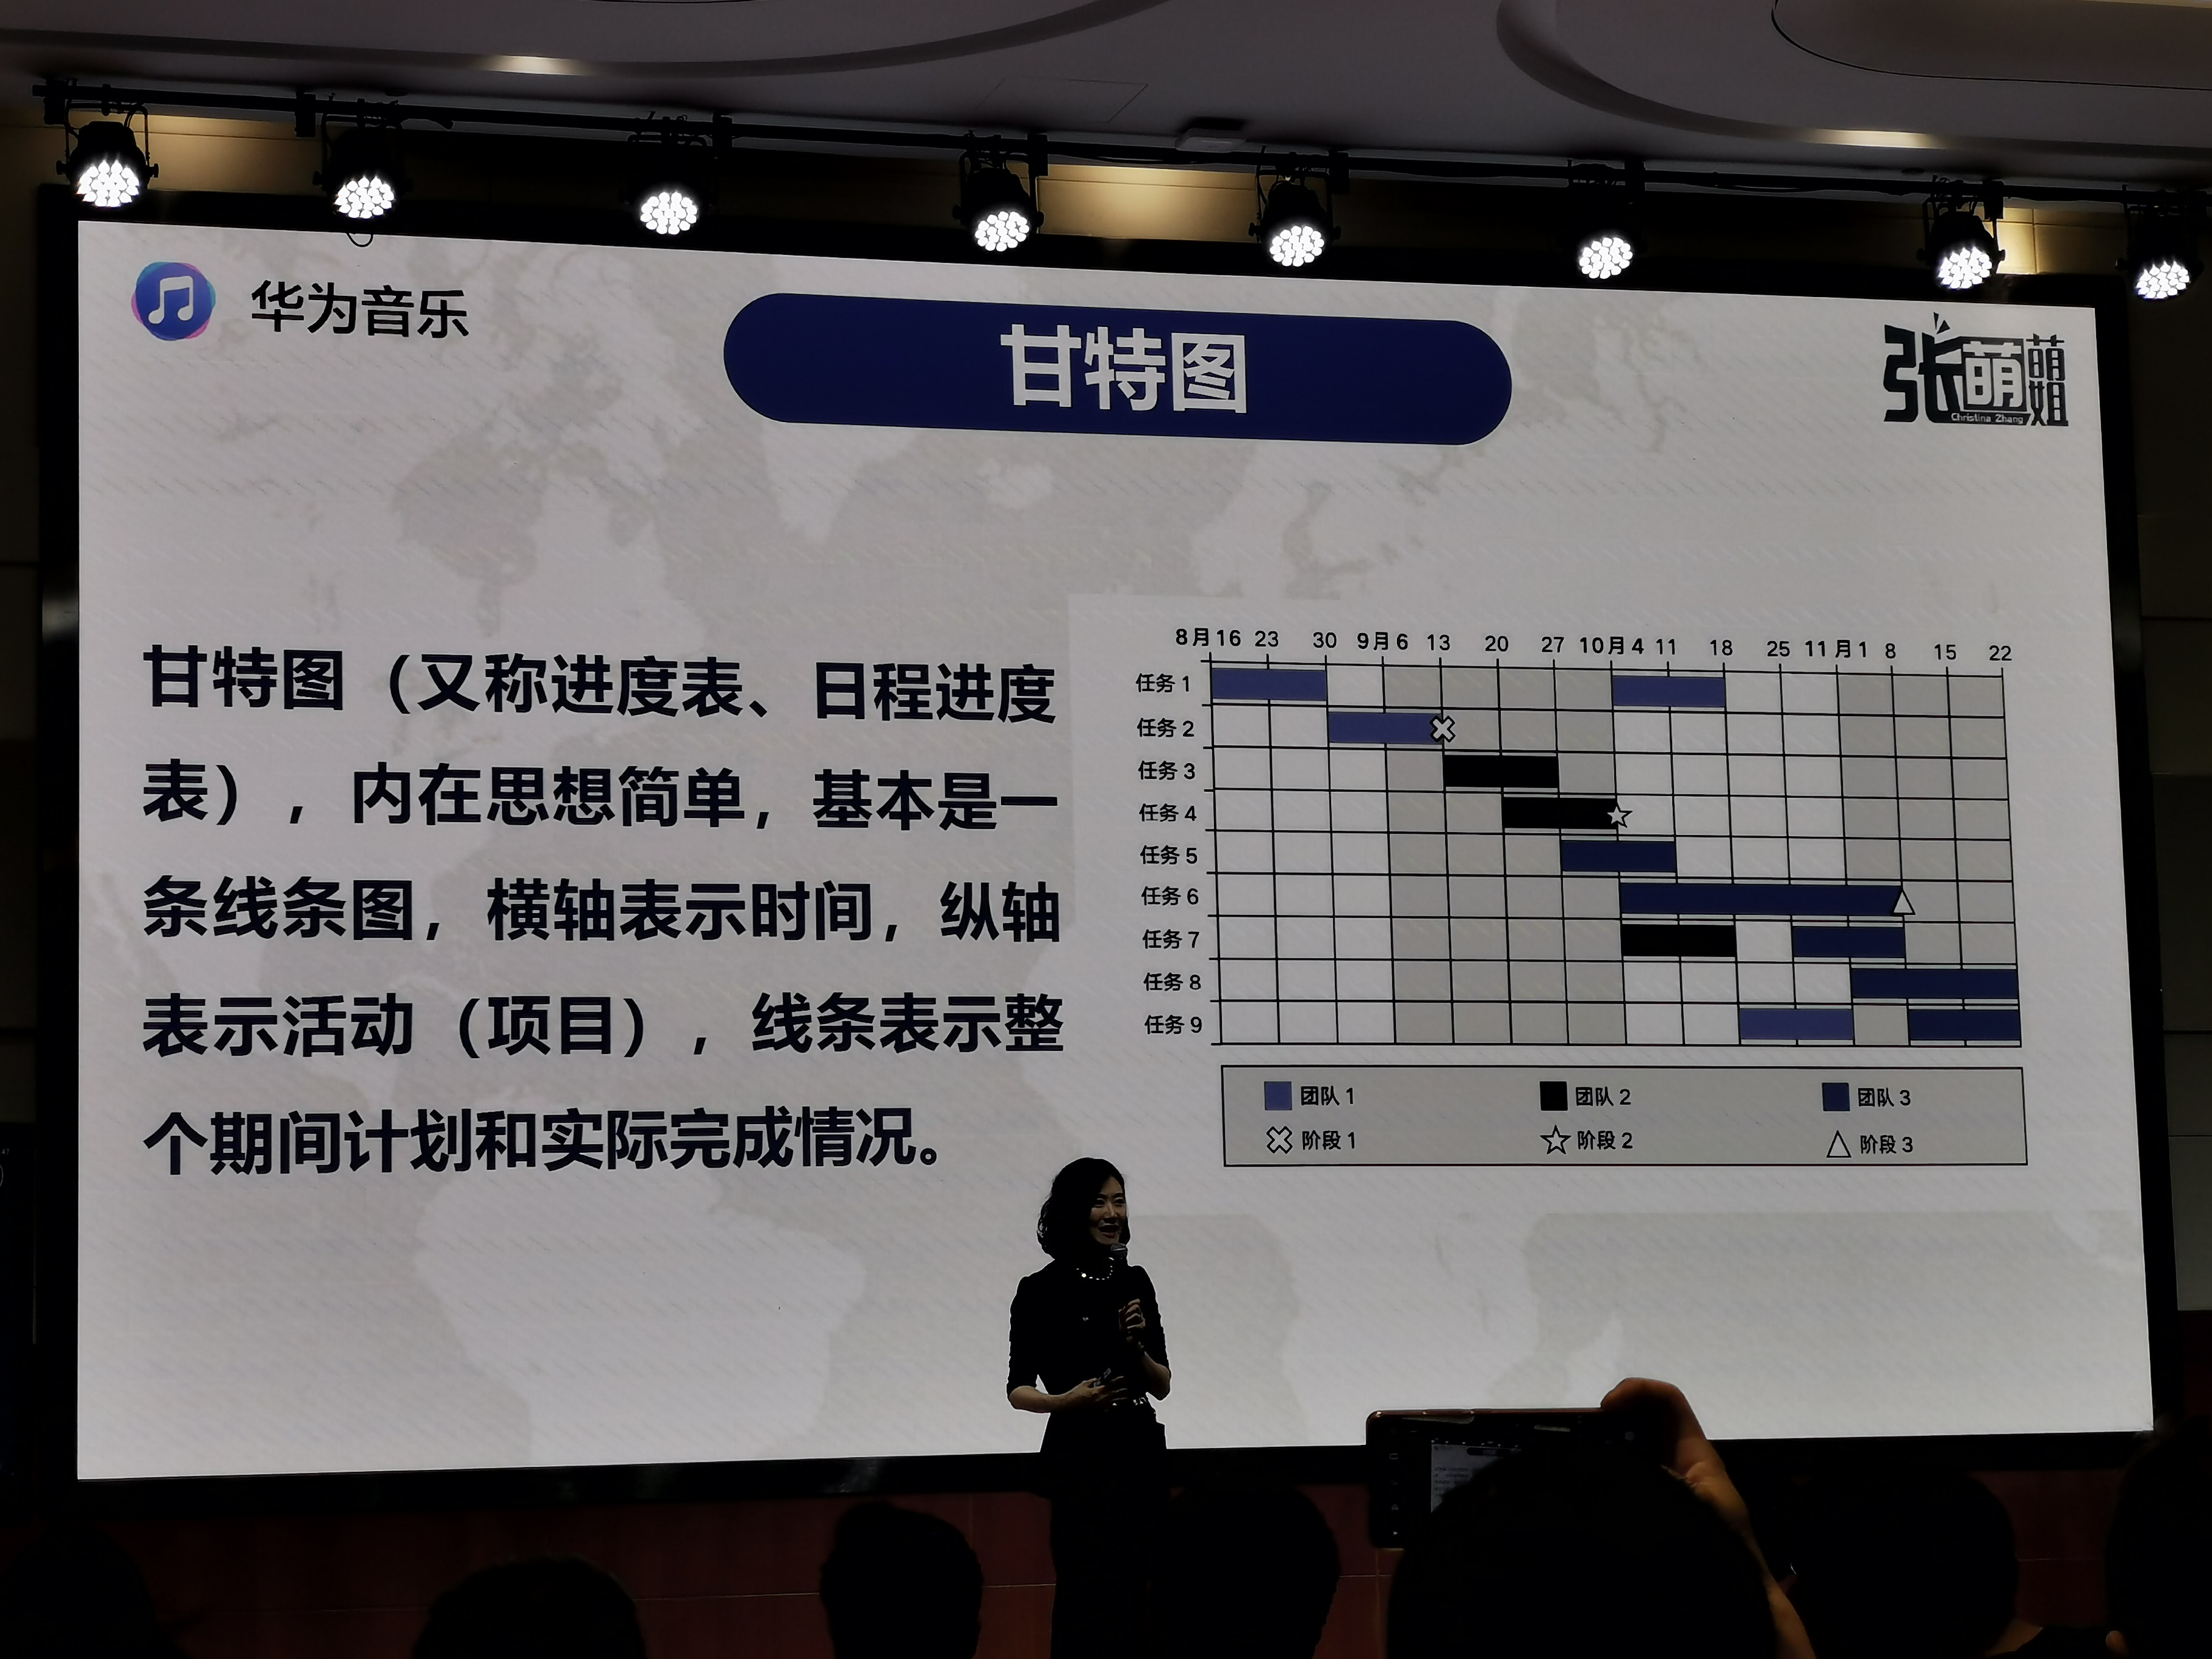 华为音乐
甘特图
张萌萌姐
Christina Zhang
甘特图（又称进度表、日程进度
表），内在思想简单，基本是一
条线条图，横轴表示时间，纵轴
表示活动（项目），线条表示整
个期间计划和实际完成情况。
8月16 23 30 9月6 13 20 27 10月4 11 18 25 11月1 8 15 22
任务 1
任务 2
任务 3
任务 4
任务 5
任务 6
任务 7
任务 8
任务 9
团队 1 团队 2 团队 3
阶段 1 阶段 2 阶段 3